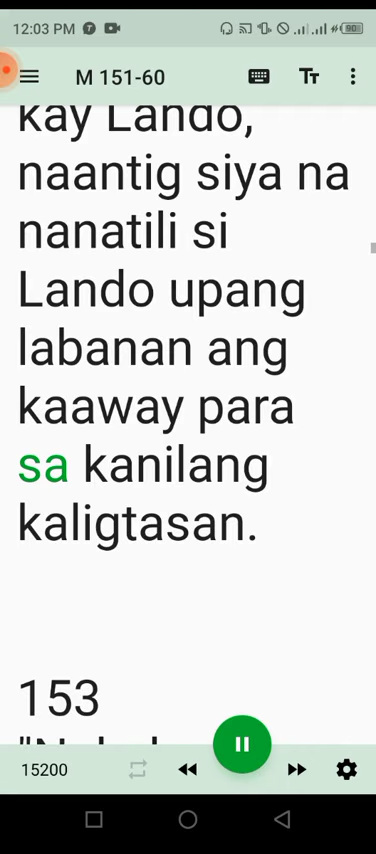 12:03 PM
90
M 151-60
kay Lando,
naantig siya na
nanatili si
Lando upang
labanan ang
kaaway para
sa kanilang
kaligtasan.
153
15200